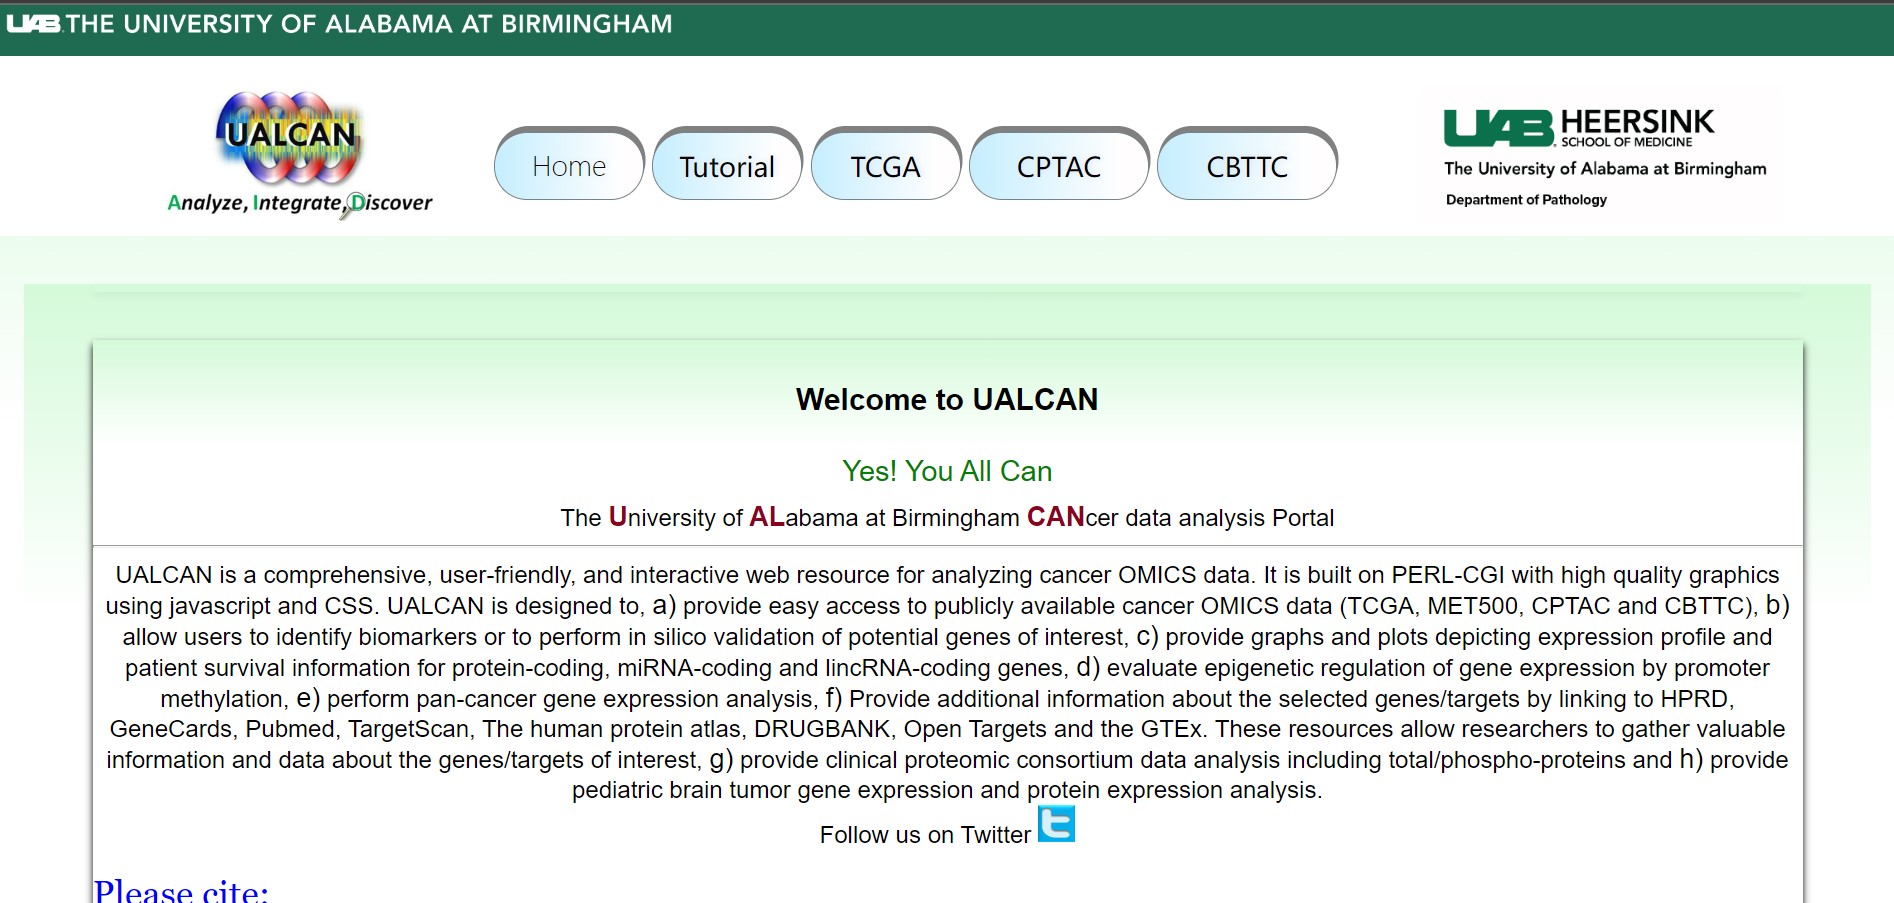 UAB THE UNIVERSITY OF ALABAMA AT BIRMINGHAM
UALCAN
Analyze, Integrate, Discover
Home
Tutorial
TCGA
CPTAC
CBTTC
UAB HEERSINK
SCHOOL OF MEDICINE
The University of Alabama at Birmingham
Department of Pathology
Welcome to UALCAN
Yes! You All Can
The University of ALabama at Birmingham CANcer data analysis Portal
UALCAN is a comprehensive, user-friendly, and interactive web resource for analyzing cancer OMICS data. It is built on PERL-CGI with high quality graphics
using javascript and CSS. UALCAN is designed to, a) provide easy access to publicly available cancer OMICS data (TCGA, MET500, CPTAC and CBTTC), b)
allow users to identify biomarkers or to perform in silico validation of potential genes of interest, c) provide graphs and plots depicting expression profile and
patient survival information for protein-coding, miRNA-coding and lincRNA-coding genes, d) evaluate epigenetic regulation of gene expression by promoter
methylation, e) perform pan-cancer gene expression analysis, f) Provide additional information about the selected genes/targets by linking to HPRD,
GeneCards, Pubmed, TargetScan, The human protein atlas, DRUGBANK, Open Targets and the GTEx. These resources allow researchers to gather valuable
information and data about the genes/targets of interest, g) provide clinical proteomic consortium data analysis including total/phospho-proteins and h) provide
pediatric brain tumor gene expression and protein expression analysis.
Follow us on Twitter
Please cite: